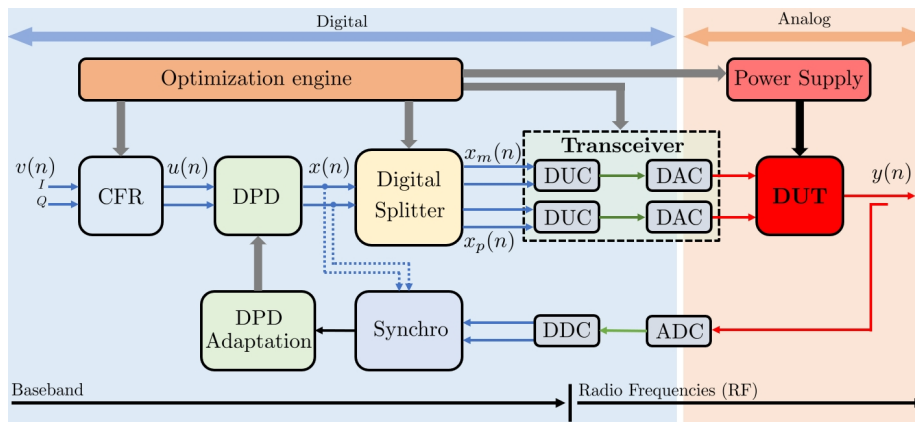 Digital
Analog
Optimization engine
Power Supply
Transceiver
v(n)
I
Q
CFR
u(n)
DPD
x(n)
Digital
Splitter
x_m(n)
x_p(n)
DUC
DAC
DUC
DAC
DUT
y(n)
DPD
Adaptation
Synchro
DDC
ADC
Baseband
Radio Frequencies (RF)